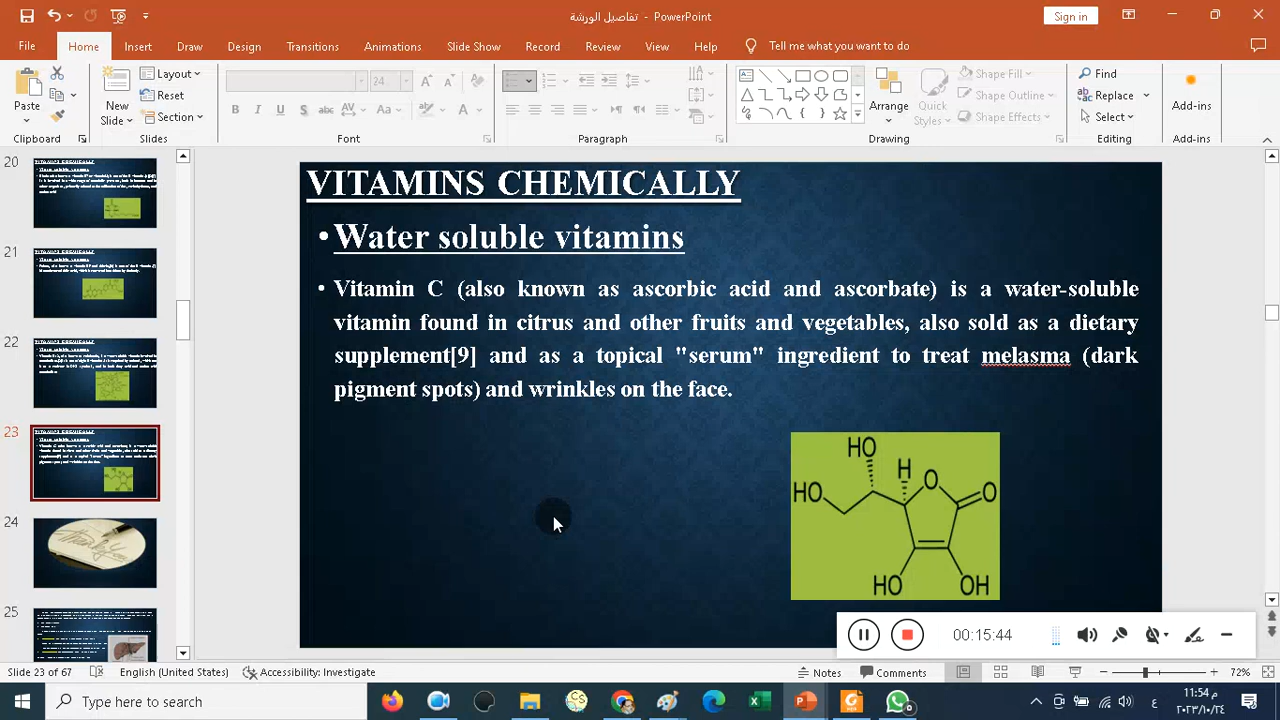 تفاصيل الورشة - PowerPoint
Sign in
File Home Insert Draw Design Transitions Animations Slide Show Record Review View Help Tell me what you want to do
Paste
Clipboard
New Slide
Layout
Reset
Section
Slides
24
Font
Paragraph
Arrange
Quick Styles
Shape Fill
Shape Outline
Shape Effects
Drawing
Find
Replace
Select
Editing
Add-ins
Add-ins
20
21
22
23
24
25
VITAMINS CHEMICALLY
• Water soluble vitamins
• Vitamin C (also known as ascorbic acid and ascorbate) is a water-soluble
vitamin found in citrus and other fruits and vegetables, also sold as a dietary
supplement[9] and as a topical "serum" ingredient to treat melasma (dark
pigment spots) and wrinkles on the face.
HO
H
O
HO
O
HO
OH
00:15:44
Slide 23 of 67 English (United States) Accessibility: Investigate Notes Comments 72%
Type here to search
ع
11:54 م
٢٠٢٣/١٠/٢٤